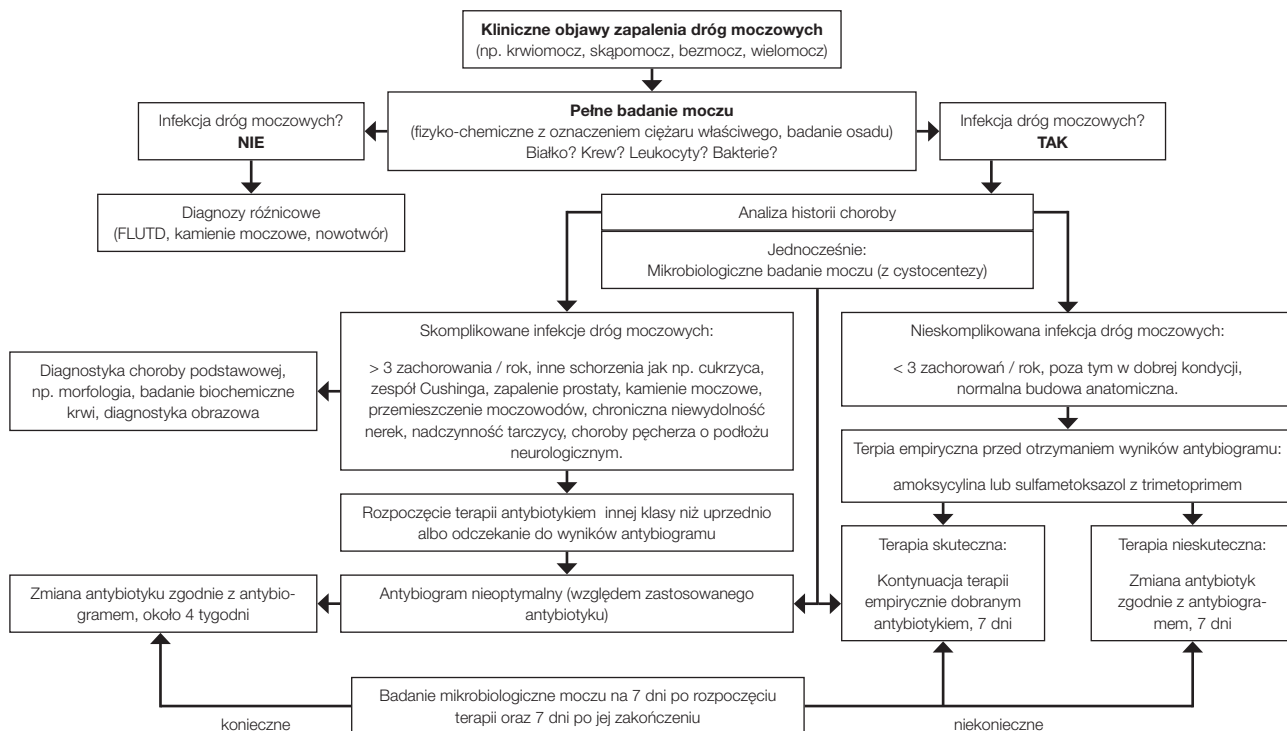 Kliniczne objawy zapalenia dróg moczowych
(np. krwiomocz, skąpomocz, bezmocz, wielomocz)
Infekcja dróg moczowych?
NIE
Pełne badanie moczu
(fizyko-chemiczne z oznaczeniem ciężaru właściwego, badanie osadu)
Białko? Krew? Leukocyty? Bakterie?
Infekcja dróg moczowych?
TAK
Diagnozy różnicowe
(FLUTD, kamienie moczowe, nowotwór)
Analiza historii choroby
Jednocześnie:
Mikrobiologiczne badanie moczu (z cystocentezy)
Diagnostyka choroby podstawowej,
np. morfologia, badanie biochemiczne
krwi, diagnostyka obrazowa
Skomplikowane infekcje dróg moczowych:
> 3 zachorowania / rok, inne schorzenia jak np. cukrzyca,
zespół Cushinga, zapalenie prostaty, kamienie moczowe,
przemieszczenie moczowodów, chroniczna niewydolność
nerek, nadczynność tarczycy, choroby pęcherza o podłożu
neurologicznym.
Nieskomplikowana infekcja dróg moczowych:
< 3 zachorowań / rok, poza tym w dobrej kondycji,
normalna budowa anatomiczna.
Terpia empiryczna przed otrzymaniem wyników antybiogramu:
amoksycylina lub sulfametoksazol z trimetoprimem
Rozpoczęcie terapii antybiotykiem innej klasy niż uprzednio
albo odczekanie do wyników antybiogramu
Terapia skuteczna:
Kontynuacja terapii
empirycznie dobranym
antybiotykiem, 7 dni
Terapia nieskuteczna:
Zmiana antybiotyk
zgodnie z antybiogra-
mem, 7 dni
Zmiana antybiotyku zgodnie z antybio-
gramem, około 4 tygodni
Antybiogram nieoptymalny (względem zastosowanego
antybiotyku)
Badanie mikrobiologiczne moczu na 7 dni po rozpoczęciu
terapii oraz 7 dni po jej zakończeniu
konieczne
niekonieczne